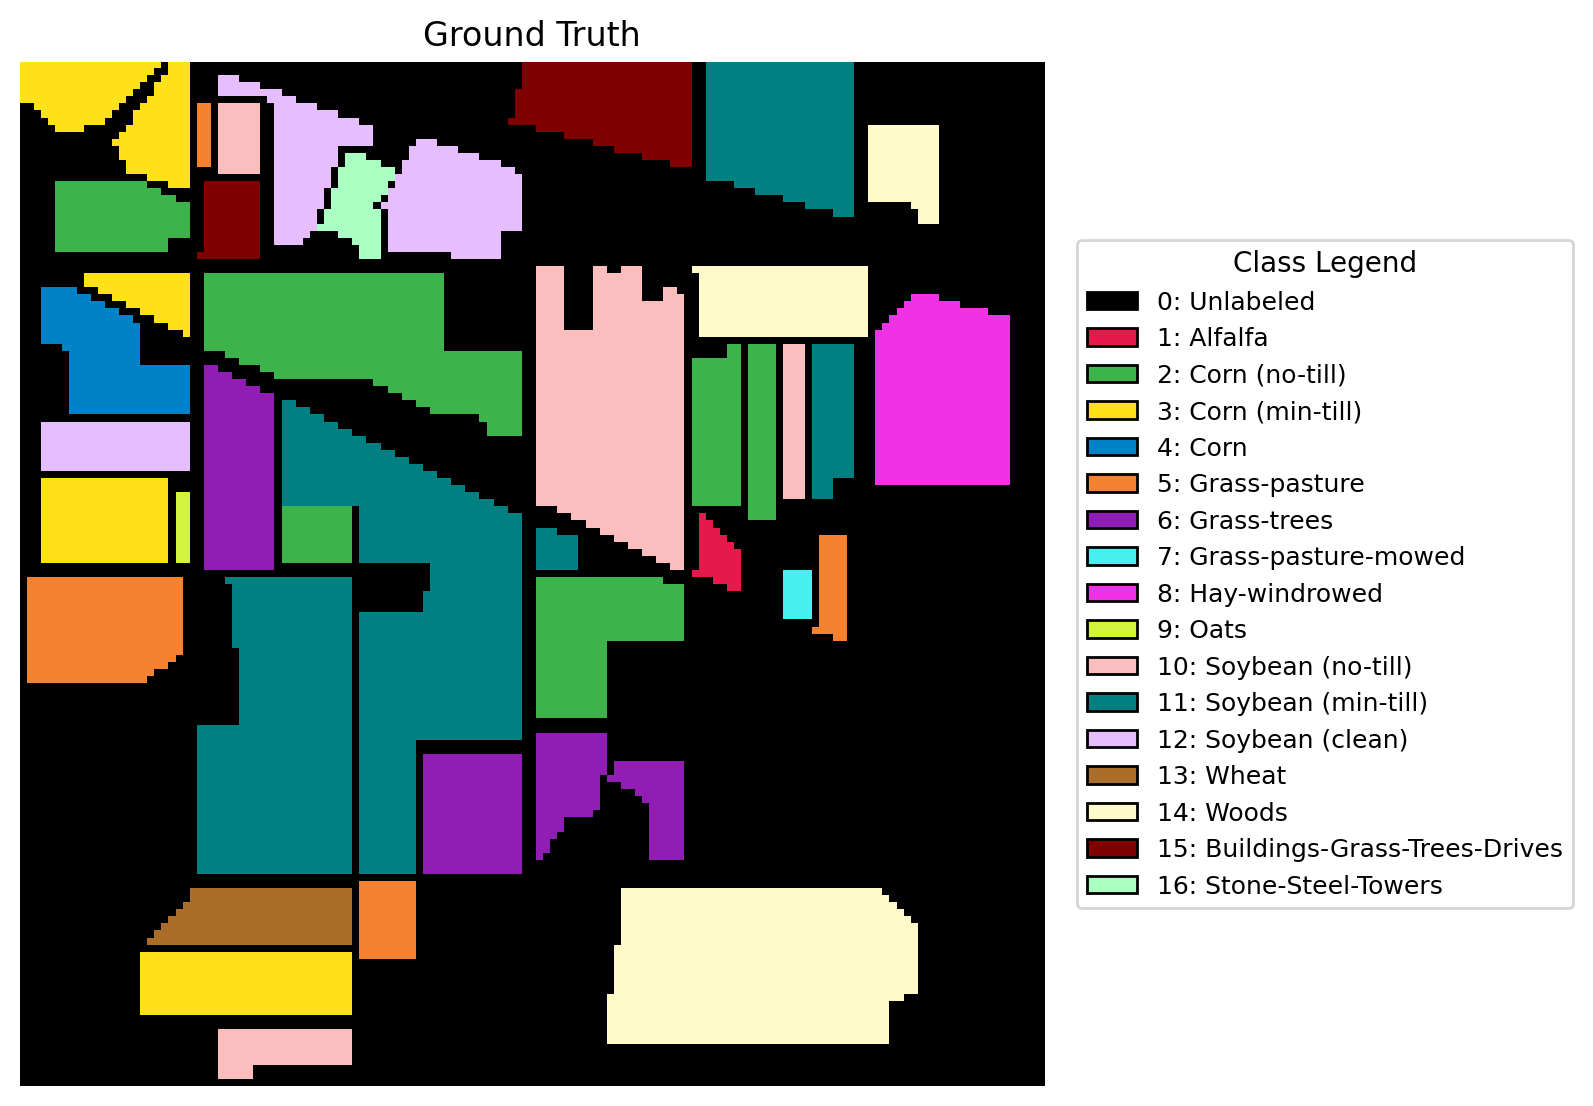 Ground Truth
Class Legend
0: Unlabeled
1: Alfalfa
2: Corn (no-till)
3: Corn (min-till)
4: Corn
5: Grass-pasture
6: Grass-trees
7: Grass-pasture-mowed
8: Hay-windrowed
9: Oats
10: Soybean (no-till)
11: Soybean (min-till)
12: Soybean (clean)
13: Wheat
14: Woods
15: Buildings-Grass-Trees-Drives
16: Stone-Steel-Towers